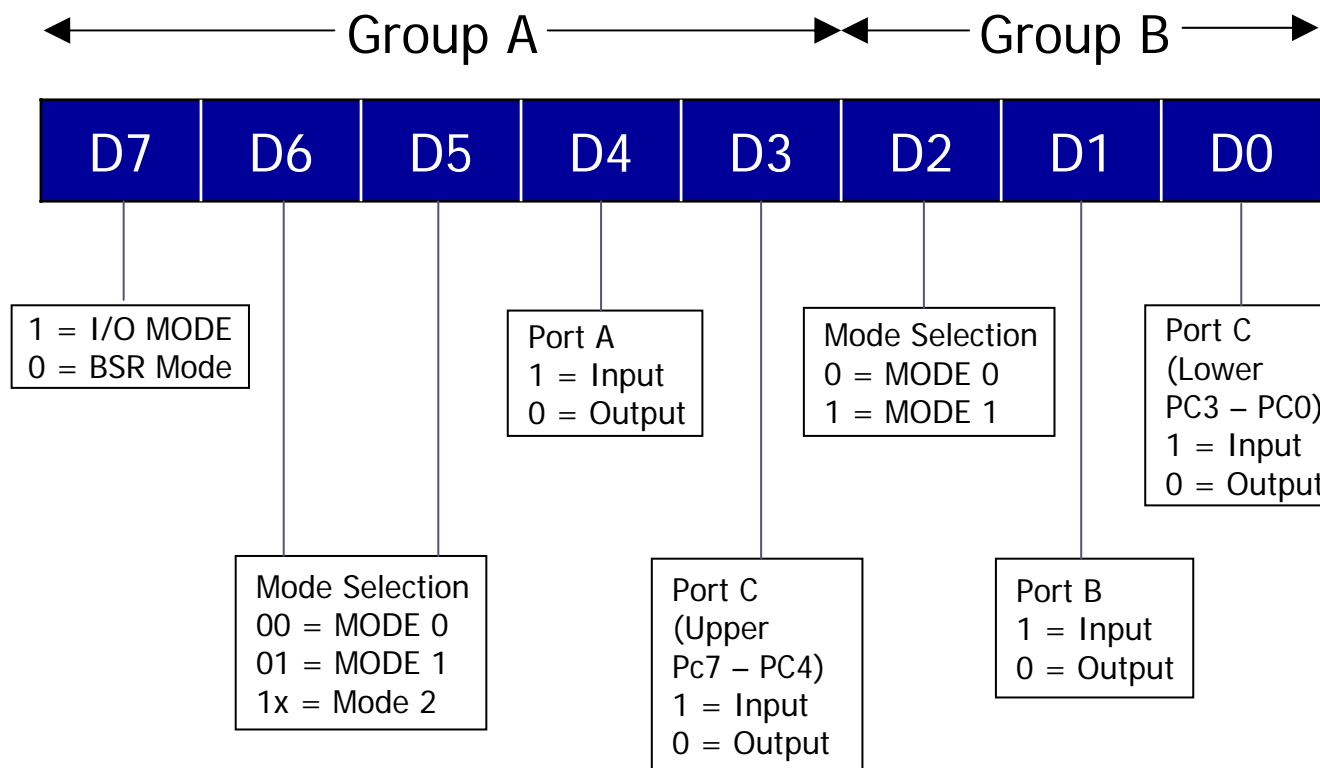 Group A
Group B
D7 D6 D5 D4 D3 D2 D1 D0
1 = I/O MODE
0 = BSR Mode
Port A
1 = Input
0 = Output
Mode Selection
0 = MODE 0
1 = MODE 1
Port C
(Lower
PC3 – PC0)
1 = Input
0 = Output
Mode Selection
00 = MODE 0
01 = MODE 1
1x = Mode 2
Port C
(Upper
Pc7 – PC4)
1 = Input
0 = Output
Port B
1 = Input
0 = Output